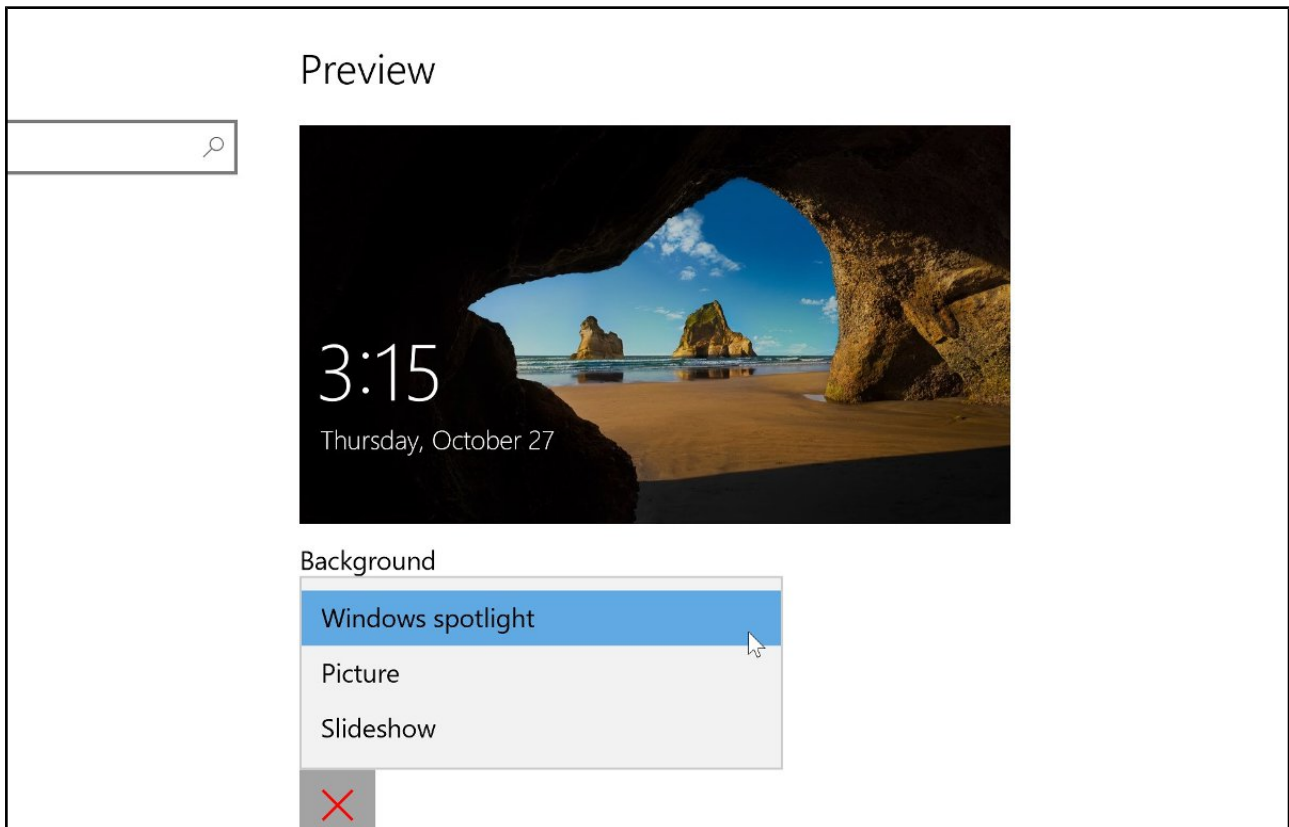 Preview
3:15
Thursday, October 27
Background
Windows spotlight
Picture
Slideshow